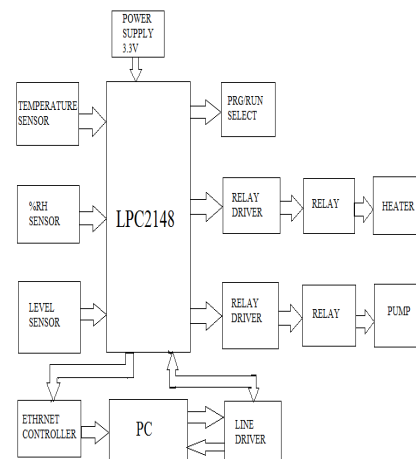 POWER
SUPPLY
3.3V
TEMPERATURE
SENSOR
PRG/RUN
SELECT
%RH
SENSOR
LPC2148
RELAY
DRIVER
RELAY
HEATER
LEVEL
SENSOR
RELAY
DRIVER
RELAY
PUMP
ETHRNET
CONTROLLER
PC
LINE
DRIVER